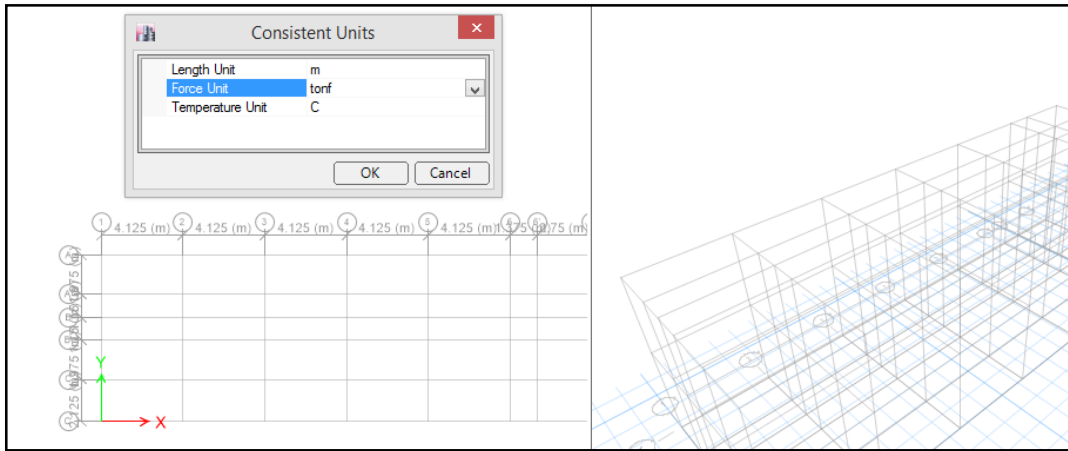 Consistent Units
Length Unit m
Force Unit tonf
Temperature Unit C
OK Cancel
1 2 3 4 5
4.125 (m) 4.125 (m) 4.125 (m) 4.125 (m) 4.125 (m)
Y
X